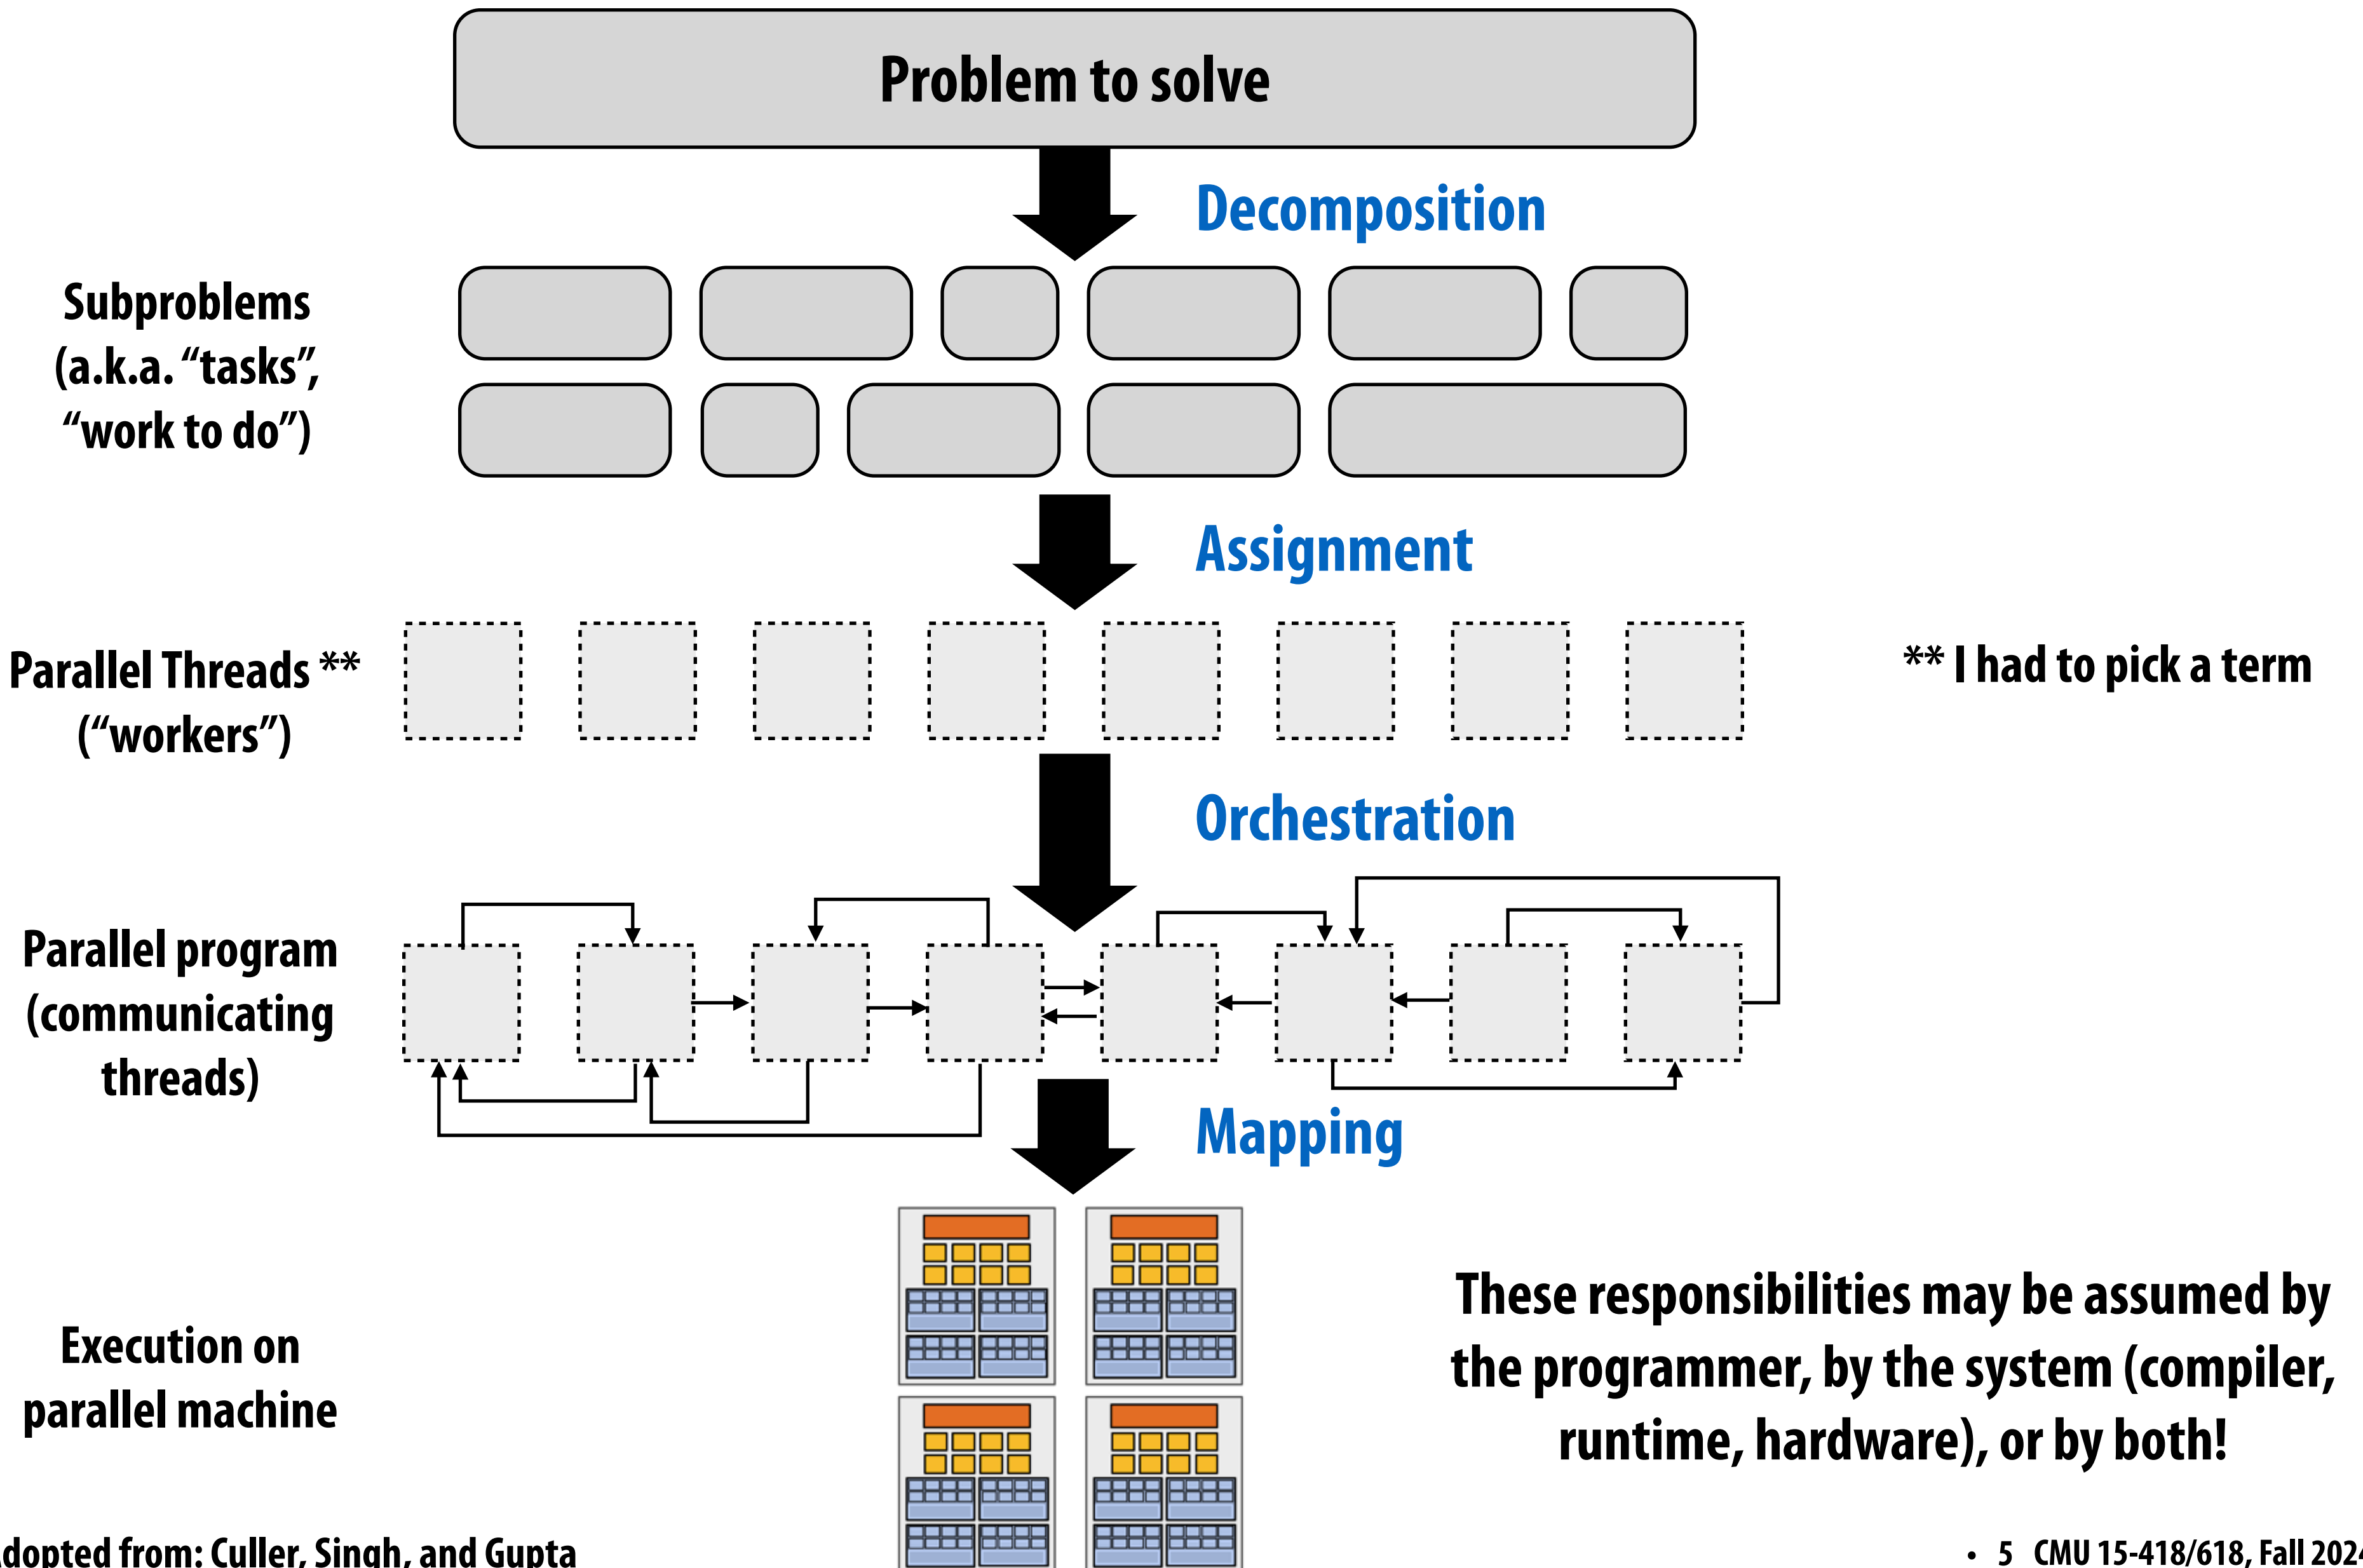 Problem to solve
Decomposition
Subproblems
(a.k.a. “tasks”,
“work to do”)
Assignment
Parallel Threads **
(“workers”)
** I had to pick a term
Orchestration
Parallel program
(communicating
threads)
Mapping
Execution on
parallel machine
These responsibilities may be assumed by
the programmer, by the system (compiler,
runtime, hardware), or by both!
dopted from: Culler, Singh, and Gupta
• 5 CMU 15-418/618, Fall 2024